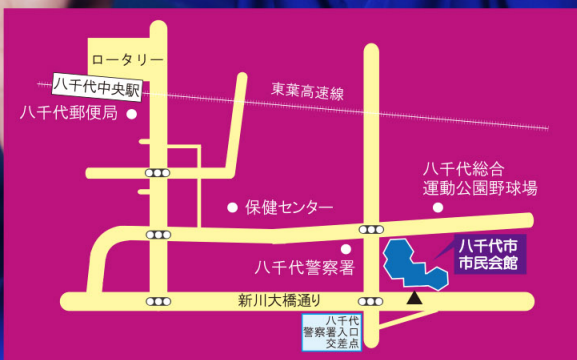 ロータリー
八千代中央駅
東葉高速線
八千代郵便局
八千代総合
運動公園野球場
保健センター
八千代市
市民会館
八千代警察署
新川大橋通り
八千代
警察署入口
交差点